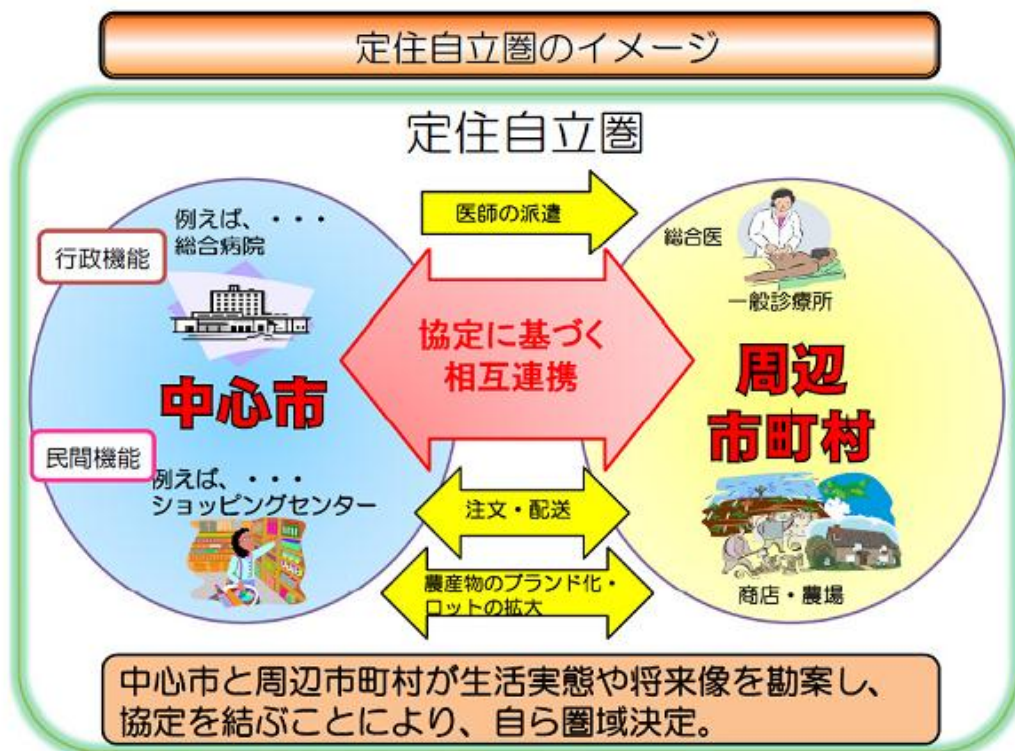 定住自立圏のイメージ
定住自立圏
医師の派遣
例えば、・・・
総合病院
行政機能
総合医
一般診療所
協定に基づく
相互連携
中心市
周辺
市町村
民間機能
例えば、・・・
ショッピングセンター
注文・配送
農産物のブランド化・
ロットの拡大
商店・農場
中心市と周辺市町村が生活実態や将来像を勘案し、
協定を結ぶことにより、自ら圏域決定。